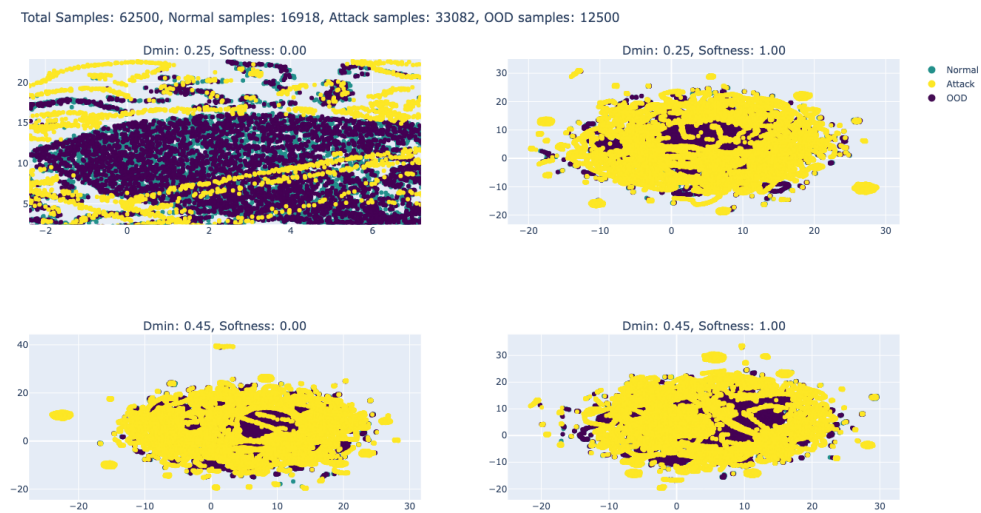 Total Samples: 62500, Normal samples: 16918, Attack samples: 33082, OOD samples: 12500
Dmin: 0.25, Softness: 0.00
20
15
10
5
−2 0 2 4 6
Dmin: 0.25, Softness: 1.00
30
20
10
0
−10
−20
−20 −10 0 10 20 30
Normal
Attack
OOD
Dmin: 0.45, Softness: 0.00
40
20
0
−20
−20 −10 0 10 20 30
Dmin: 0.45, Softness: 1.00
30
20
10
0
−10
−20
−20 −10 0 10 20 30